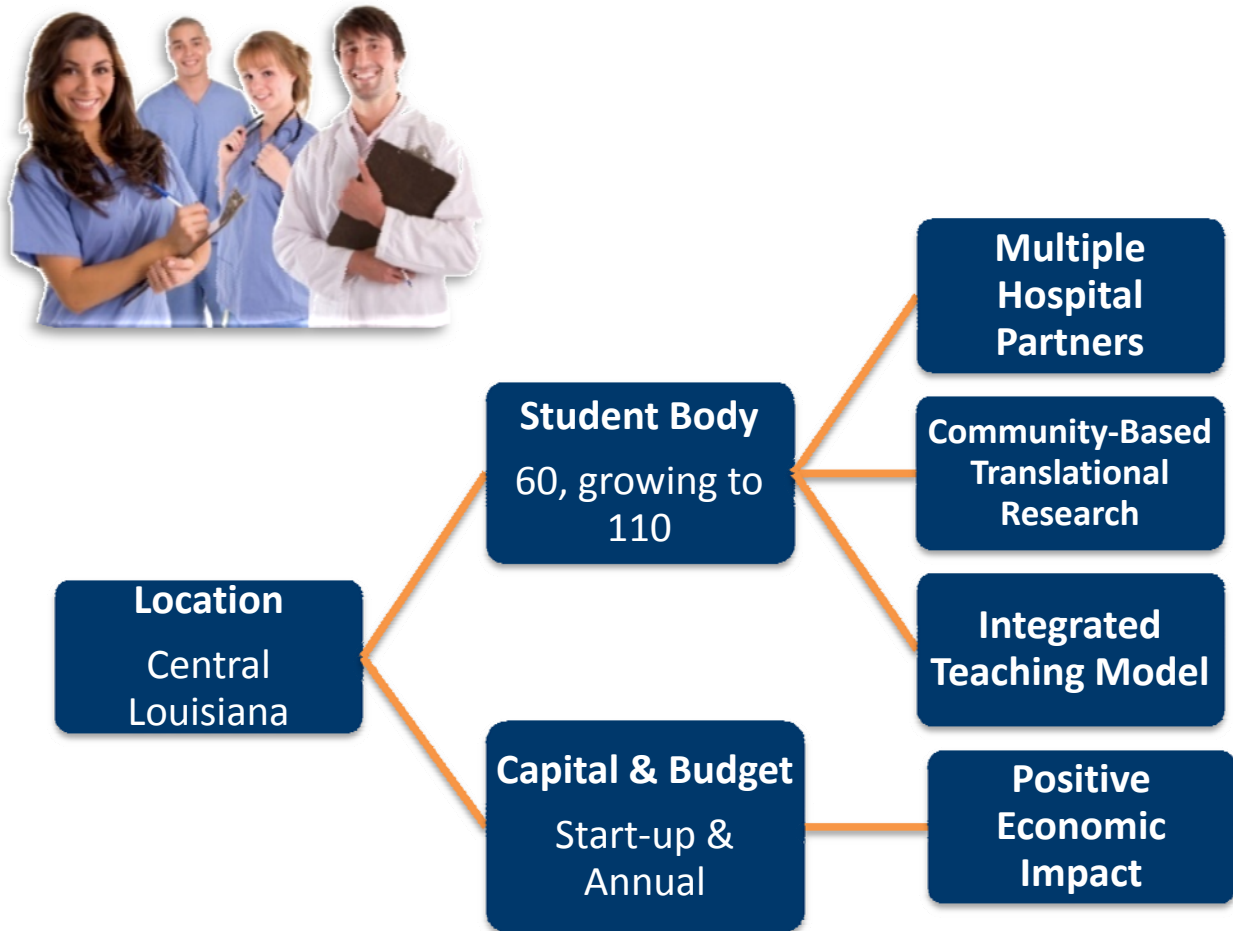 Multiple
Hospital
Partners
Student Body
60, growing to
110
Community-Based
Translational
Research
Location
Central
Louisiana
Integrated
Teaching Model
Capital & Budget
Start-up &
Annual
Positive
Economic
Impact